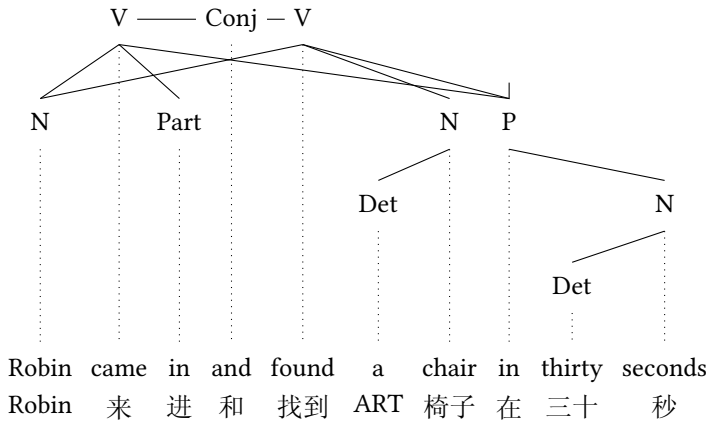 V Conj V
N Part N P
Det N
Det
Robin came in and found a chair in thirty seconds
Robin 来 进 和 找到 ART 椅子 在 三十 秒